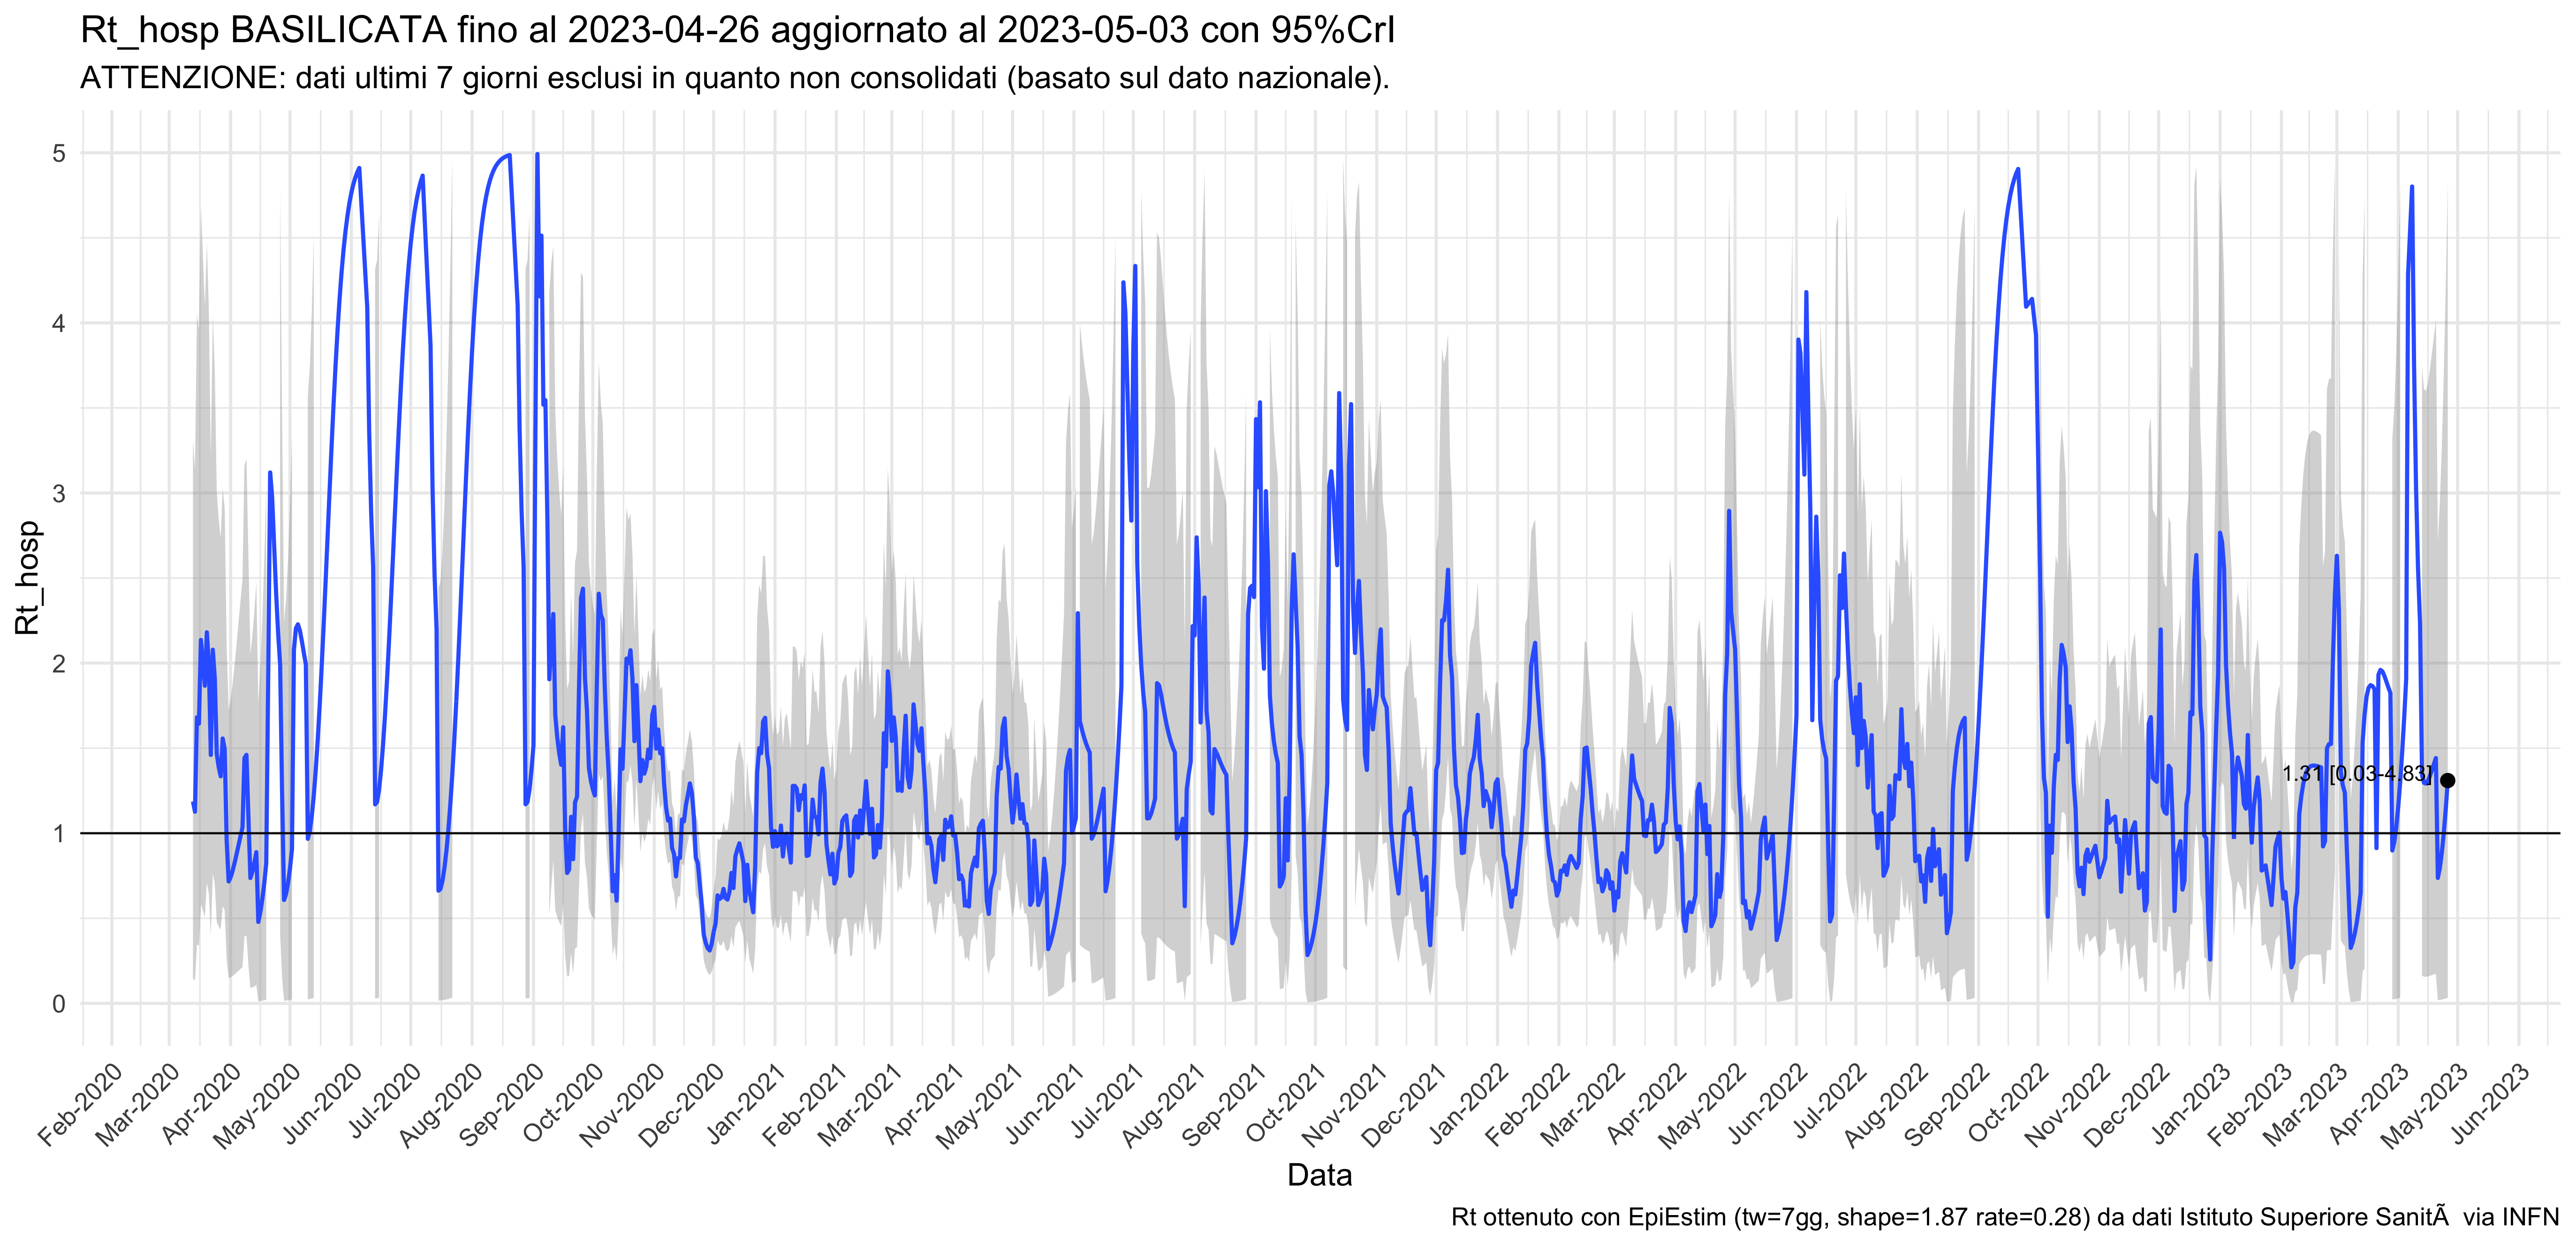 Rt_hosp BASILICATA fino al 2023-04-26 aggiornato al 2023-05-03 con 95%CrI
ATTENZIONE: dati ultimi 7 giorni esclusi in quanto non consolidati (basato sul dato nazionale).
5
4
3
2
1
0
Rt_hosp
1.31 [0.03-4.83]
Feb-2020
Mar-2020
Apr-2020
May-2020
Jun-2020
Jul-2020
Aug-2020
Sep-2020
Oct-2020
Nov-2020
Dec-2020
Jan-2021
Feb-2021
Mar-2021
Apr-2021
May-2021
Jun-2021
Jul-2021
Aug-2021
Sep-2021
Oct-2021
Nov-2021
Dec-2021
Jan-2022
Feb-2022
Mar-2022
Apr-2022
May-2022
Jun-2022
Jul-2022
Aug-2022
Sep-2022
Oct-2022
Nov-2022
Dec-2022
Jan-2023
Feb-2023
Mar-2023
Apr-2023
May-2023
Jun-2023
Data
Rt ottenuto con EpiEstim (tw=7gg, shape=1.87 rate=0.28) da dati Istituto Superiore SanitÃ  via INFN